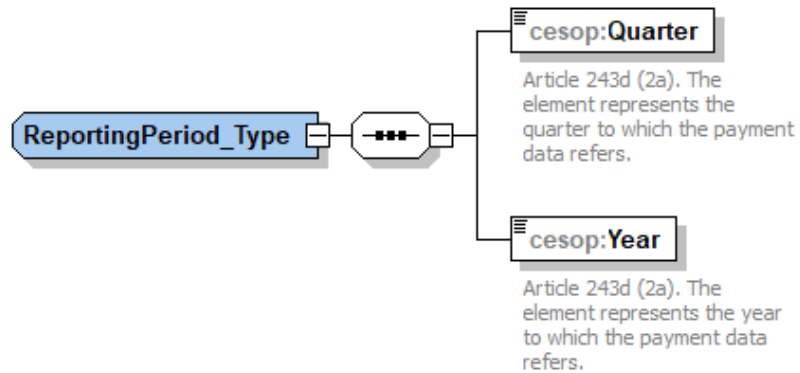 cesop:Quarter
Article 243d (2a). The
element represents the
quarter to which the payment
data refers.
ReportingPeriod_Type
cesop:Year
Article 243d (2a). The
element represents the year
to which the payment data
refers.